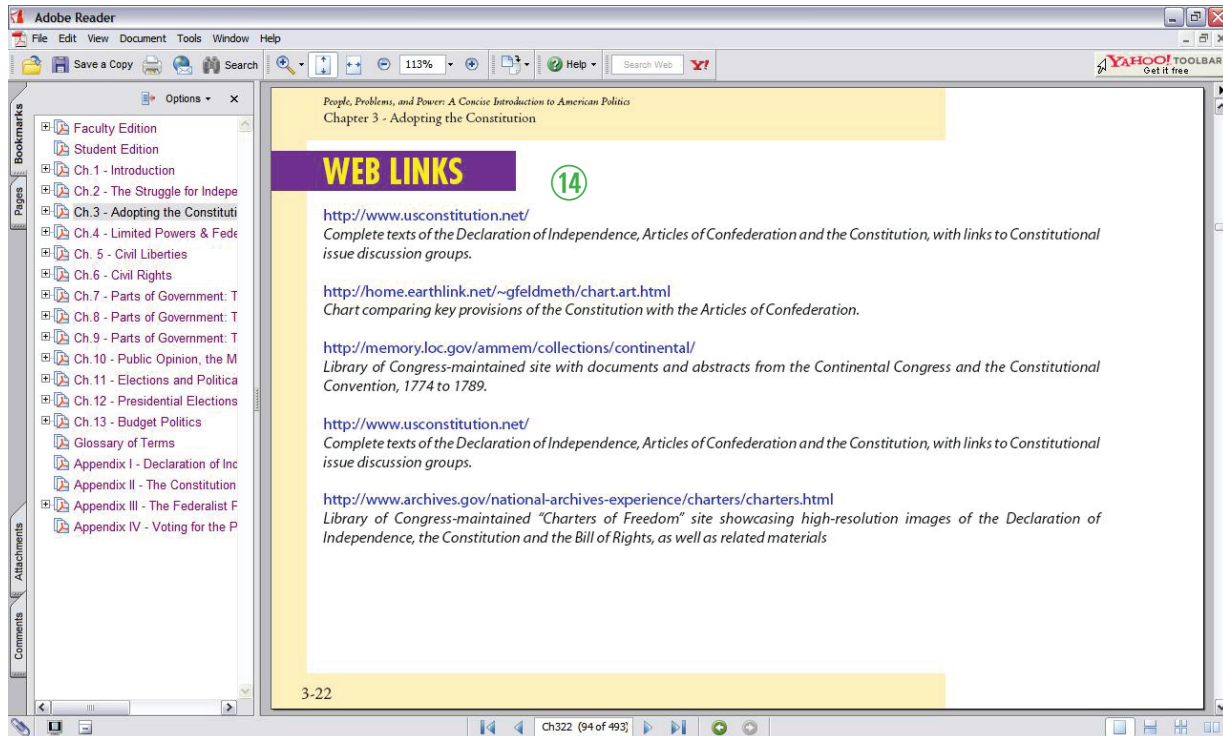 Adobe Reader
File Edit View Document Tools Window Help
Save a Copy Search 113% Help Search Web Y! YAHOO! TOOLBAR
Get it free
Bookmarks
Pages
Attachments
Comments
Options
Faculty Edition
Student Edition
Ch.1 - Introduction
Ch.2 - The Struggle for Indepe
Ch.3 - Adopting the Constituti
Ch.4 - Limited Powers & Fede
Ch. 5 - Civil Liberties
Ch.6 - Civil Rights
Ch.7 - Parts of Government: T
Ch.8 - Parts of Government: T
Ch.9 - Parts of Government: T
Ch.10 - Public Opinion, the M
Ch.11 - Elections and Politica
Ch.12 - Presidential Elections
Ch.13 - Budget Politics
Glossary of Terms
Appendix I - Declaration of Inc
Appendix II - The Constitution
Appendix III - The Federalist F
Appendix IV - Voting for the P
People, Problems, and Power: A Concise Introduction to American Politics
Chapter 3 - Adopting the Constitution
WEB LINKS
14
http://www.usconstitution.net/
Complete texts of the Declaration of Independence, Articles of Confederation and the Constitution, with links to Constitutional
issue discussion groups.
http://home.earthlink.net/~gfeldmeth/chart.art.html
Chart comparing key provisions of the Constitution with the Articles of Confederation.
http://memory.loc.gov/ammem/collections/continental/
Library of Congress-maintained site with documents and abstracts from the Continental Congress and the Constitutional
Convention, 1774 to 1789.
http://www.usconstitution.net/
Complete texts of the Declaration of Independence, Articles of Confederation and the Constitution, with links to Constitutional
issue discussion groups.
http://www.archives.gov/national-archives-experience/charters/charters.html
Library of Congress-maintained “Charters of Freedom” site showcasing high-resolution images of the Declaration of
Independence, the Constitution and the Bill of Rights, as well as related materials
3-22
Ch322 (94 of 493)